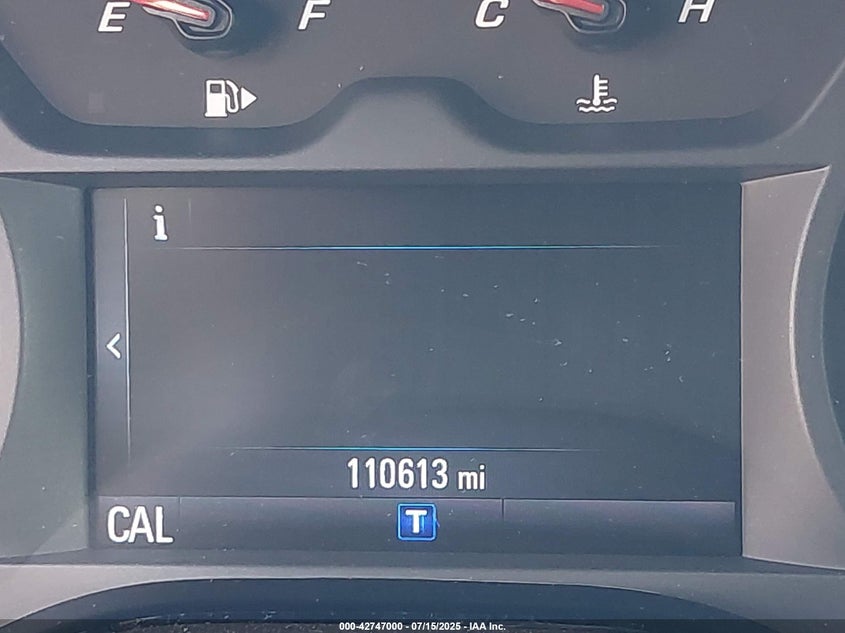 E F C H
i
<
110613 mi
CAL T
000-42747000 - 07/15/2025 - IAA Inc.